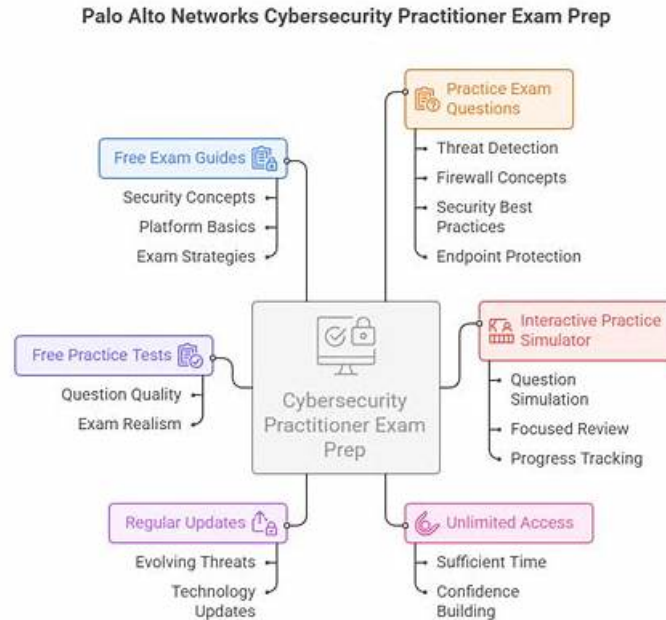 Palo Alto Networks Cybersecurity Practitioner Exam Prep
Free Exam Guides
Security Concepts
Platform Basics
Exam Strategies
Practice Exam
Questions
Threat Detection
Firewall Concepts
Security Best
Practices
Endpoint Protection
Free Practice Tests
Question Quality
Exam Realism
Cybersecurity
Practitioner Exam
Prep
Interactive Practice
Simulator
Question
Simulation
Focused Review
Progress Tracking
Regular Updates
Evolving Threats
Technology
Updates
Unlimited Access
Sufficient Time
Confidence
Building